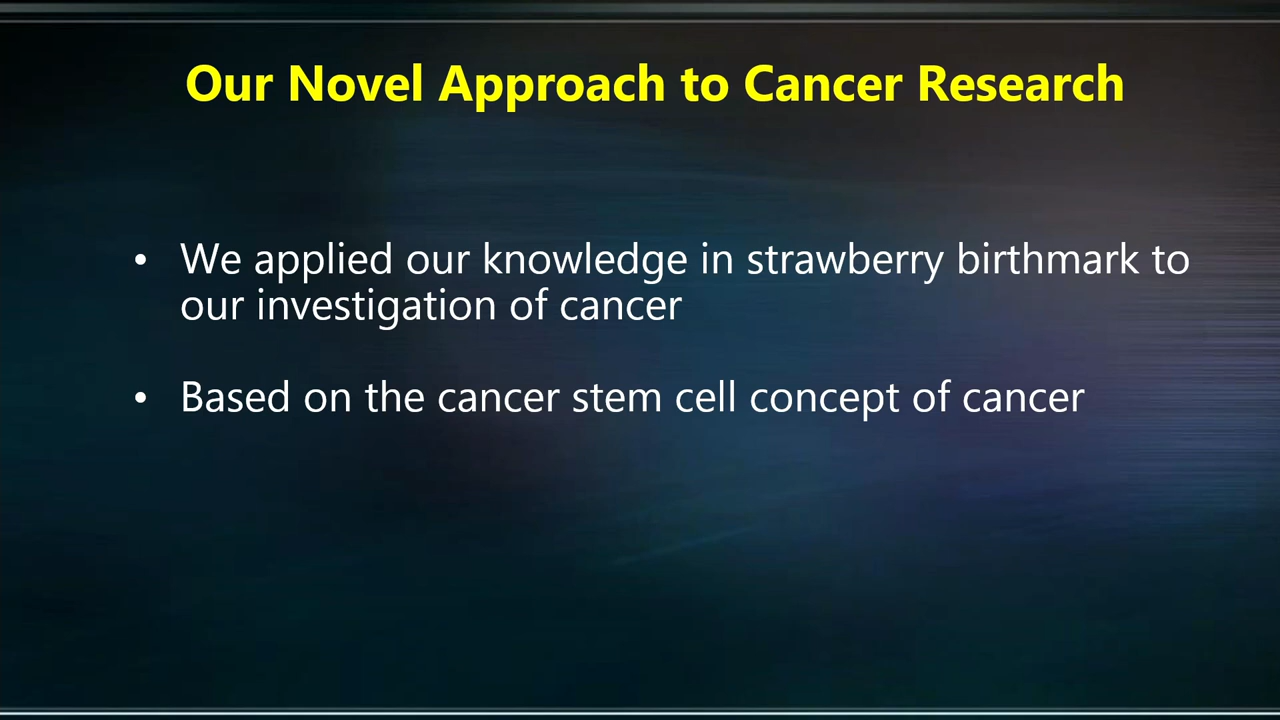 Our Novel Approach to Cancer Research
• We applied our knowledge in strawberry birthmark to
our investigation of cancer
• Based on the cancer stem cell concept of cancer